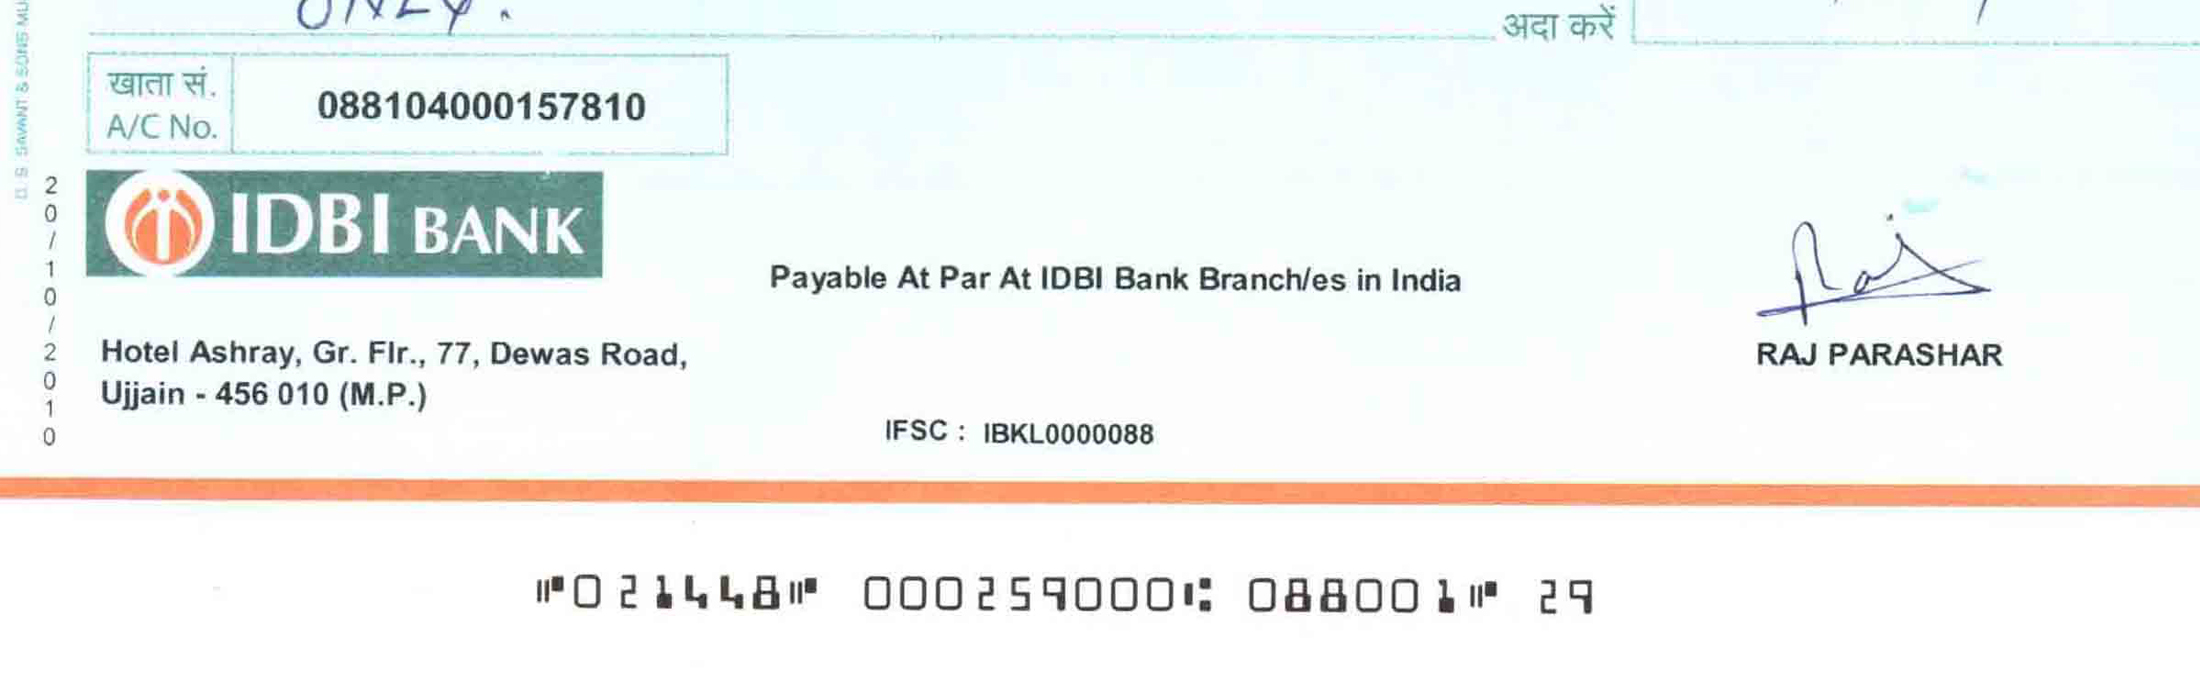 ONLY.
अदा करें
खाता सं.
A/C No.
088104000157810
D. S. SAVANT & SONS MU
20/10/2010
IDBI BANK
Payable At Par At IDBI Bank Branch/es in India
Hotel Ashray, Gr. Flr., 77, Dewas Road,
Ujjain - 456 010 (M.P.)
Raj
RAJ PARASHAR
IFSC : IBKL0000088
⑈021448⑈ 000259000⑆ 088001⑈ 29